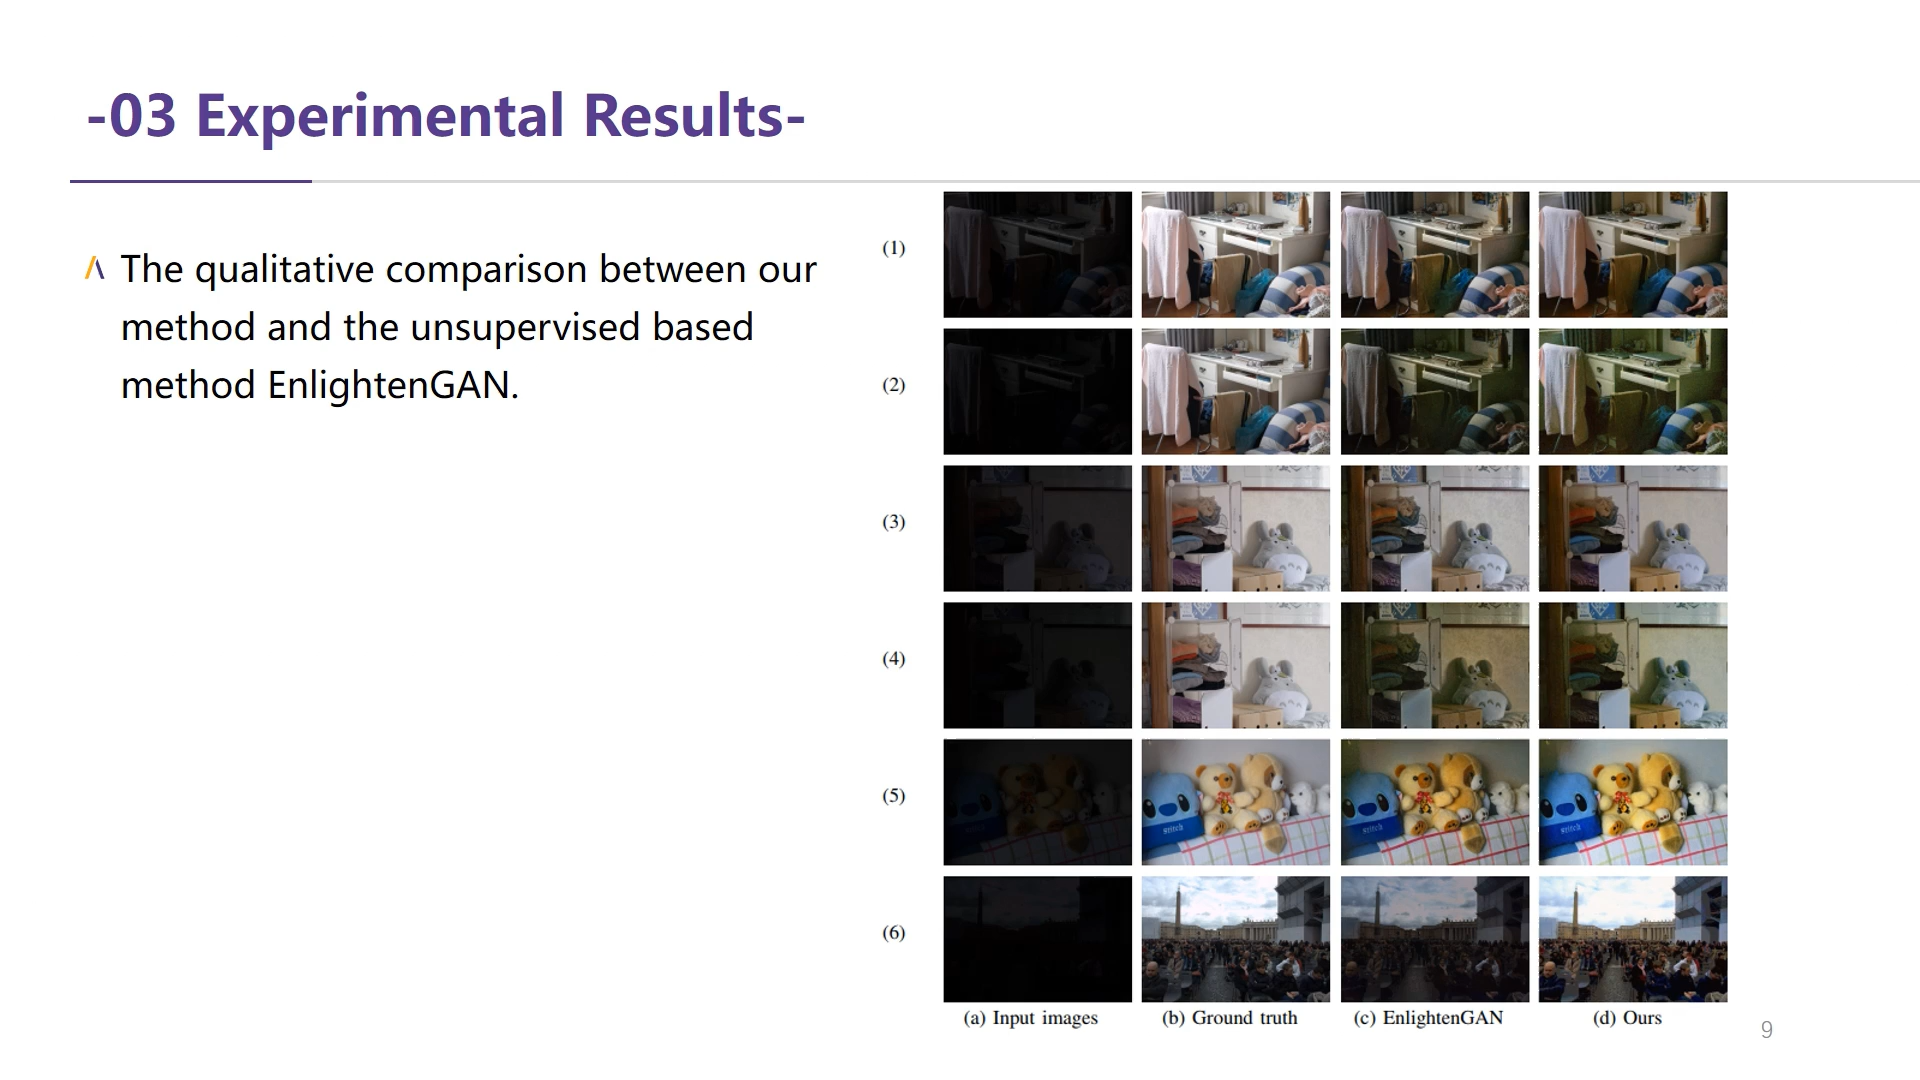 -03 Experimental Results-
The qualitative comparison between our
method and the unsupervised based
method EnlightenGAN.
(1)
(2)
(3)
(4)
(5)
(6)
(a) Input images
(b) Ground truth
(c) EnlightenGAN
(d) Ours
9